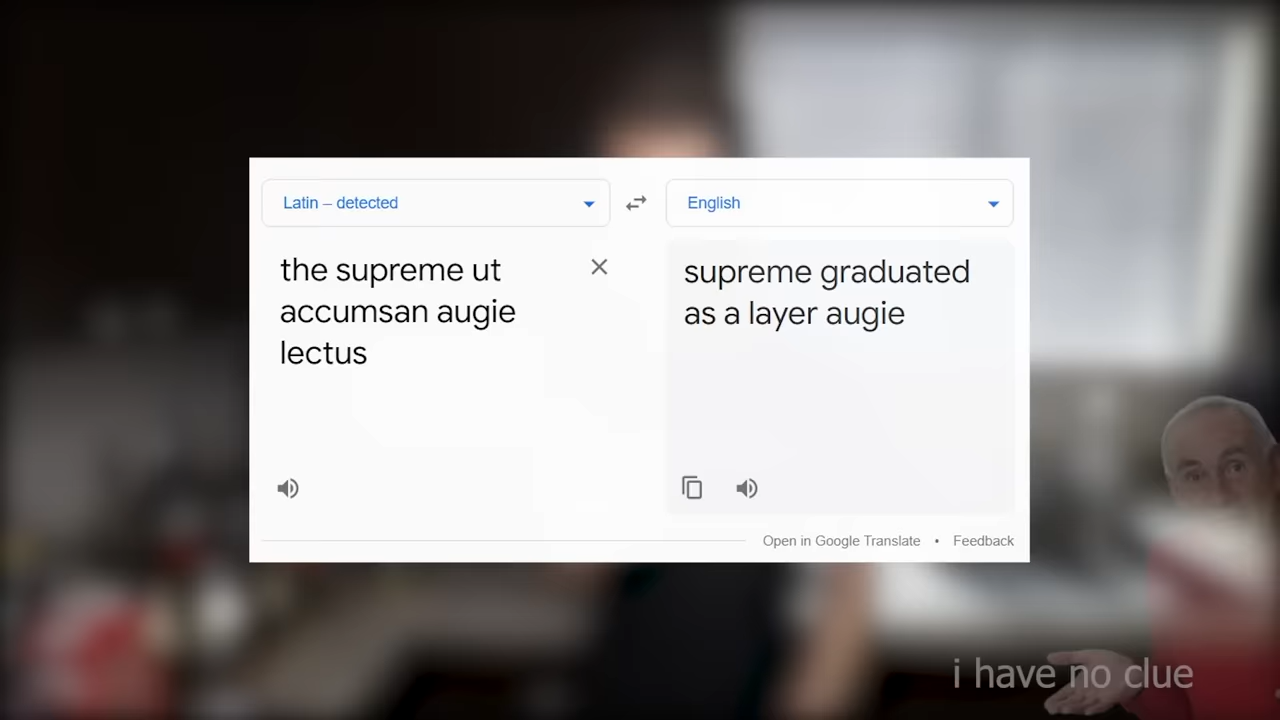 Latin – detected
English
the supreme ut
accumsan augie
lectus
supreme graduated
as a layer augie
Open in Google Translate • Feedback
i have no clue